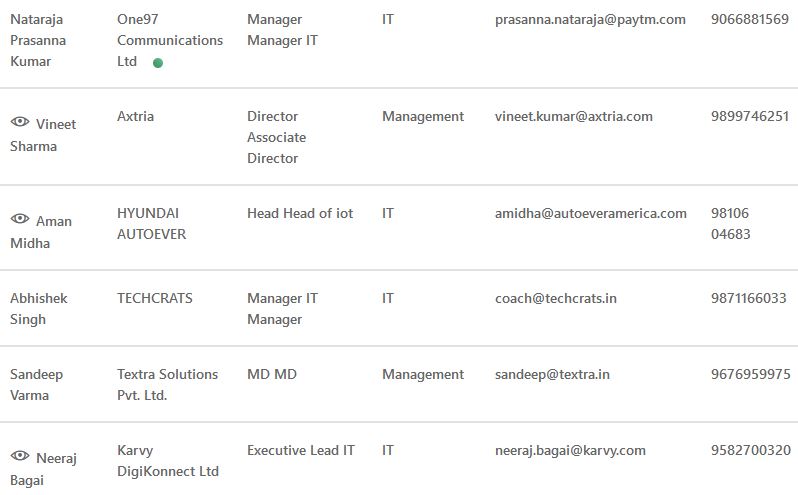 Nataraja Prasanna Kumar One97 Communications Ltd Manager Manager IT IT prasanna.nataraja@paytm.com 9066881569
Vineet Sharma Axtria Director Associate Director Management vineet.kumar@axtria.com 9899746251
Aman Midha HYUNDAI AUTOEVER Head Head of iot IT amidha@autoeveramerica.com 98106 04683
Abhishek Singh TECHCRATS Manager IT Manager IT coach@techcrats.in 9871166033
Sandeep Varma Textra Solutions Pvt. Ltd. MD MD Management sandeep@textra.in 9676959975
Neeraj Bagai Karvy DigiKonnect Ltd Executive Lead IT IT neeraj.bagai@karvy.com 9582700320